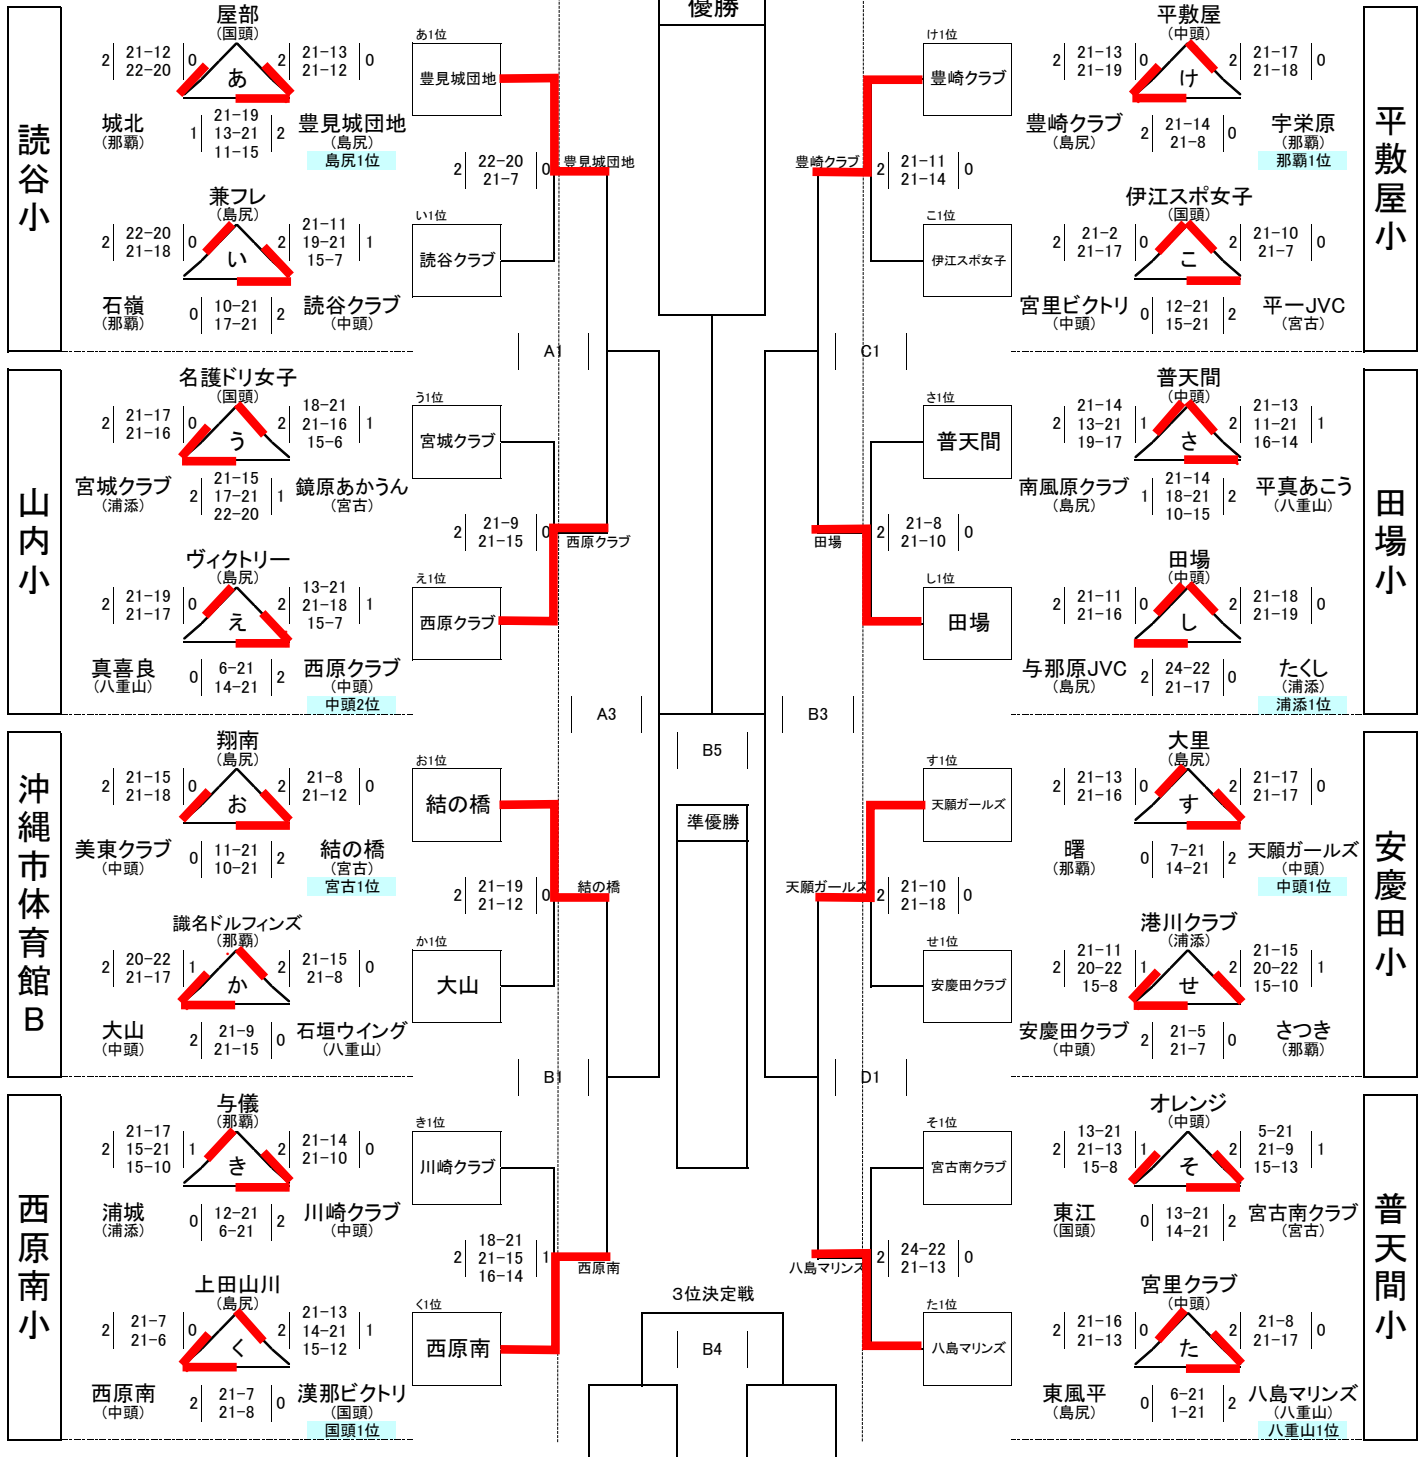 優勝
読谷小
屋部
(国頭)
2 21-12 0
22-20
あ
2 21-13 0
21-12
城北
(那覇)
1 21-19 2
13-21
11-15
豊見城団地
(島尻)
島尻1位
兼フレ
(島尻)
2 22-20 0
21-18
い
2 21-11 1
19-21
15-7
石嶺
(那覇)
0 10-21 2
17-21
読谷クラブ
(中頭)
あ1位
豊見城団地
2 22-20 0
21-7
豊見城団地
い1位
読谷クラブ
A1
山内小
名護ドリ女子
(国頭)
2 21-17 0
21-16
う
2 18-21 1
21-16
15-6
宮城クラブ
(浦添)
2 21-15 1
17-21
22-20
鏡原あかうん
(宮古)
ヴィクトリー
(島尻)
2 21-19 0
21-17
え
2 13-21 1
21-18
15-7
真喜良
(八重山)
0 6-21 2
14-21
西原クラブ
(中頭)
中頭2位
う1位
宮城クラブ
2 21-9 0
21-15
西原クラブ
え1位
西原クラブ
A3
沖縄市体育館B
翔南
(島尻)
2 21-15 0
21-18
お
2 21-8 0
21-12
美東クラブ
(中頭)
0 11-21 2
10-21
結の橋
(宮古)
宮古1位
識名ドルフィンズ
(那覇)
2 20-22 1
21-17
か
2 21-15 0
21-8
大山
(中頭)
2 21-9 0
21-15
石垣ウイング
(八重山)
お1位
結の橋
2 21-19 0
21-12
結の橋
か1位
大山
B1
西原南小
与儀
(那覇)
2 21-17 1
15-21
15-10
き
2 21-14 0
21-10
浦城
(浦添)
0 12-21 2
6-21
川崎クラブ
(中頭)
上田山川
(島尻)
2 21-7 0
21-6
く
2 21-13 1
14-21
15-12
西原南
(中頭)
2 21-7 0
21-8
漢那ビクトリ
(国頭)
国頭1位
き1位
川崎クラブ
2 18-21 1
21-15
16-14
西原南
く1位
西原南
B5
準優勝
3位決定戦
B4
け1位
豊崎クラブ
豊崎クラブ
2 21-11 0
21-14
こ1位
伊江スポ女子
C1
平敷屋
(中頭)
2 21-13 0
21-19
け
2 21-17 0
21-18
豊崎クラブ
(島尻)
2 21-14 0
21-8
宇栄原
(那覇)
那覇1位
伊江スポ女子
(国頭)
2 21-2 0
21-17
こ
2 21-10 0
21-7
宮里ビクトリ
(中頭)
0 12-21 2
15-21
平一JVC
(宮古)
平敷屋小
さ1位
普天間
田場
2 21-8 0
21-10
し1位
田場
B3
普天間
(中頭)
2 21-14 1
13-21
19-17
さ
2 21-13 1
11-21
16-14
南風原クラブ
(島尻)
1 21-14 2
18-21
10-15
平真あこう
(八重山)
田場
(中頭)
2 21-11 0
21-16
し
2 21-18 0
21-19
与那原JVC
(島尻)
2 24-22 0
21-17
たくし
(浦添)
浦添1位
田場小
す1位
天願ガールズ
天願ガールズ
2 21-10 0
21-18
せ1位
安慶田クラブ
D1
大里
(島尻)
2 21-13 0
21-16
す
2 21-17 0
21-17
曙
(那覇)
0 7-21 2
14-21
天願ガールズ
(中頭)
中頭1位
港川クラブ
(浦添)
2 21-11 1
20-22
15-8
せ
2 21-15 1
20-22
15-10
安慶田クラブ
(中頭)
2 21-5 0
21-7
さつき
(那覇)
安慶田小
そ1位
宮古南クラブ
八島マリンズ
2 24-22 0
21-13
た1位
八島マリンズ
オレンジ
(中頭)
2 13-21 1
21-13
15-8
そ
2 5-21 1
21-9
15-13
東江
(国頭)
0 13-21 2
14-21
宮古南クラブ
(宮古)
宮里クラブ
(中頭)
2 21-16 0
21-13
た
2 21-8 0
21-17
東風平
(島尻)
0 6-21 2
1-21
八島マリンズ
(八重山)
八重山1位
普天間小